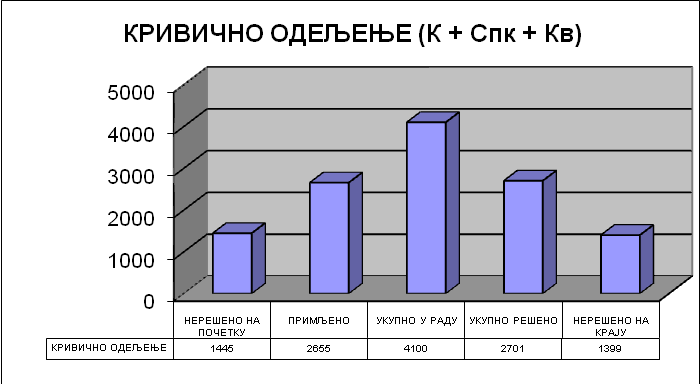 КРИВИЧНО ОДЕЉЕЊЕ (К + Спк + Кв)
5000
4000
3000
2000
1000
0
НЕРЕШЕНО НА ПОЧЕТКУ ПРИМЉЕНО УКУПНО У РАДУ УКУПНО РЕШЕНО НЕРЕШЕНО НА КРАЈУ
КРИВИЧНО ОДЕЉЕЊЕ 1445 2655 4100 2701 1399